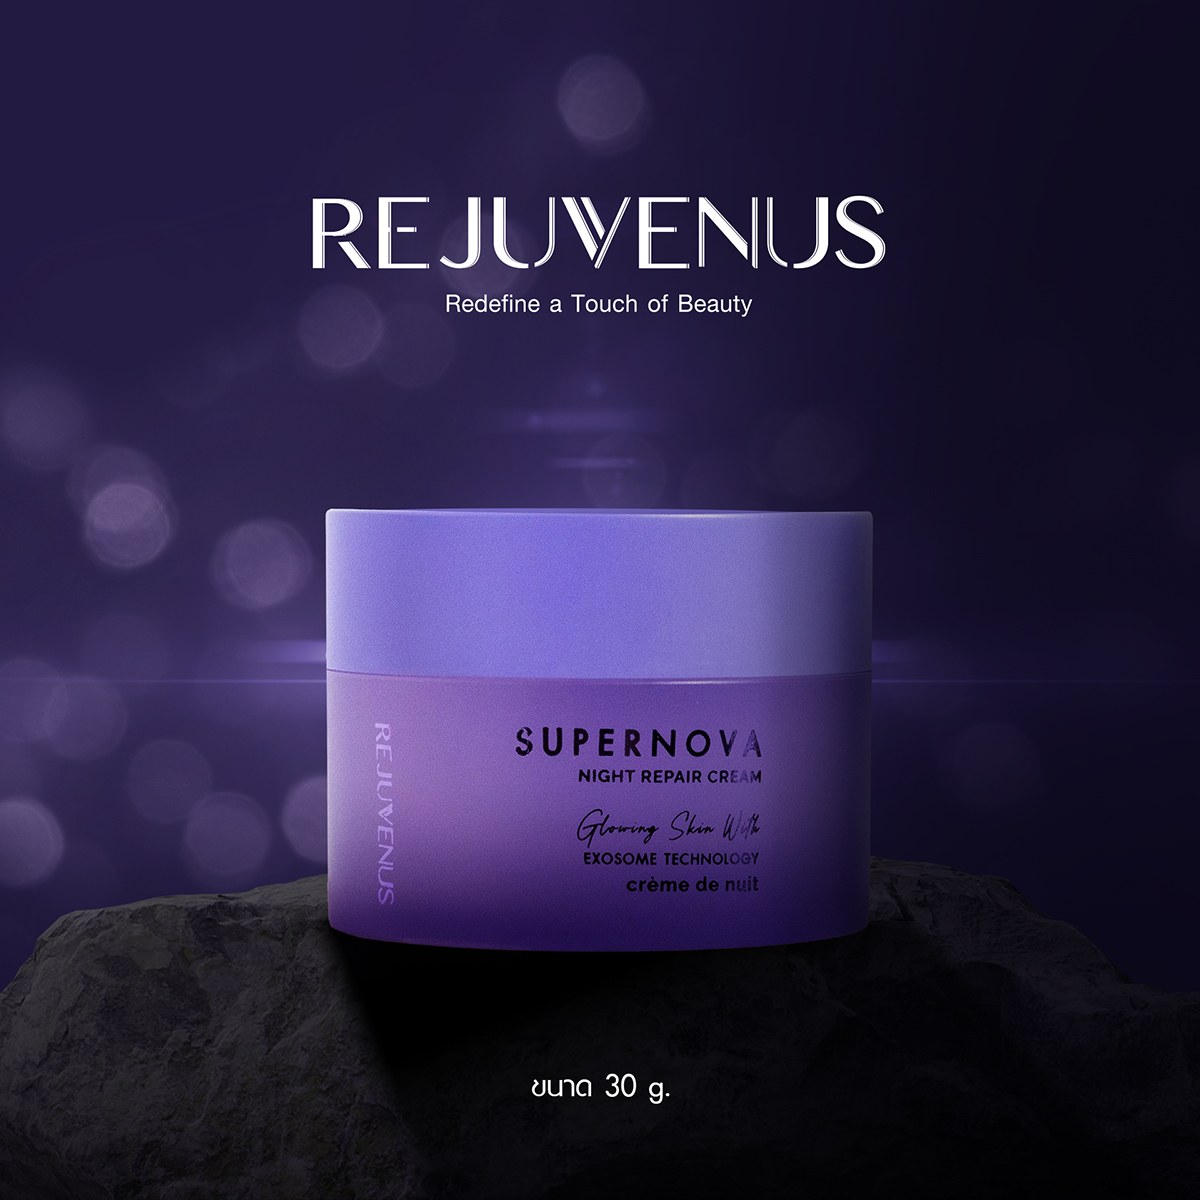 REJUVENUS
Redefine a Touch of Beauty
REJUVENUS
SUPERNOVA
NIGHT REPAIR CREAM
Glowing Skin With
EXOSOME TECHNOLOGY
crème de nuit
ขนาด 30 g.